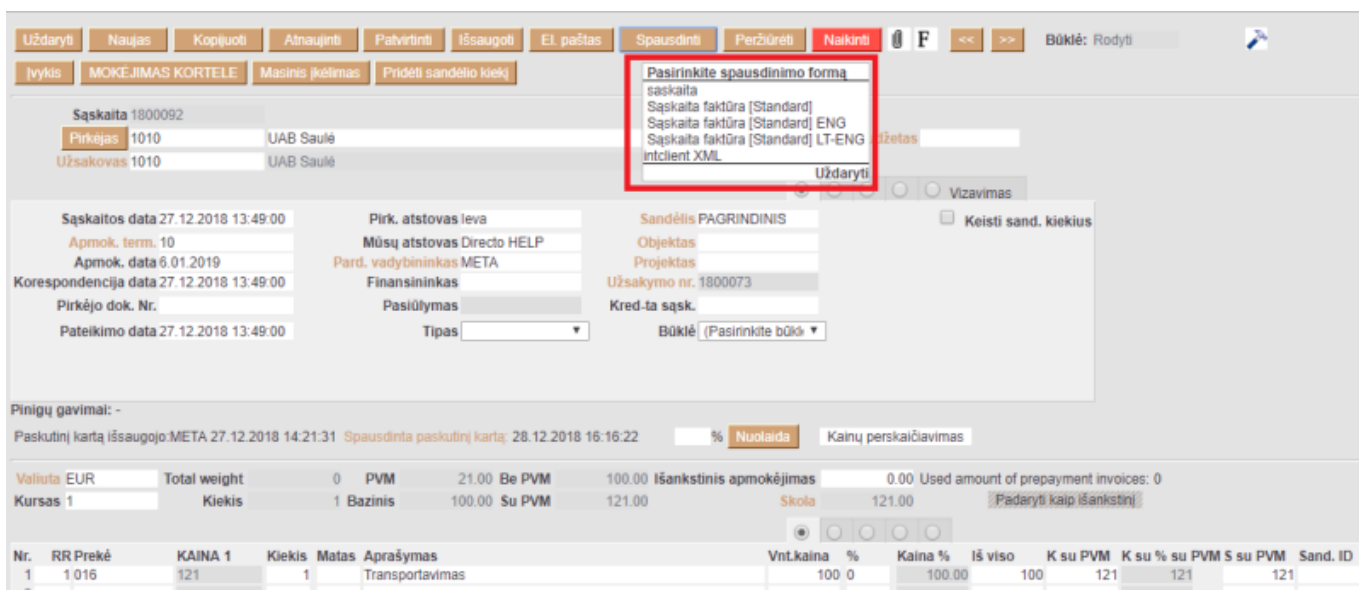 Uždaryti Naujas Kopijuoti Atnaujinti Patvirtinti Išsaugoti El. paštas Spausdinti Peržiūrėti Naikinti F << >> Būklė: Rodyti
Įvykis MOKĖJIMAS KORTELE Masinis įkėlimas Pridėti sandėlio kiekį
Pasirinkite spausdinimo formą
saskaita
Sąskaita faktūra [Standard]
Sąskaita faktūra [Standard] ENG
Sąskaita faktūra [Standard] LT-ENG
intclient XML
Uždaryti
Sąskaita 1800092
Pirkėjas 1010 UAB Saulė džetas
Užsakovas 1010 UAB Saulė
Vizavimas
Sąskaitos data 27.12.2018 13:49:00 Pirk. atstovas Ieva Sandėlis PAGRINDINIS Keisti sand. kiekius
Apmok. term. 10 Mūsų atstovas Directo HELP Objektas
Apmok. data 6.01.2019 Pard. vadybininkas META Projektas
Korespondencija data 27.12.2018 13:49:00 Finansininkas Užsakymo nr. 1800073
Pirkėjo dok. Nr. Pasiūlymas Kred-ta sąsk.
Pateikimo data 27.12.2018 13:49:00 Tipas Būklė (Pasirinkite būkl
Pinigų gavimai: -
Paskutinį kartą išsaugojo:META 27.12.2018 14:21:31 Spausdinta paskutinį kartą: 28.12.2018 16:16:22 % Nuolaida Kainų perskaičiavimas
Valiuta EUR Total weight 0 PVM 21.00 Be PVM 100.00 Išankstinis apmokėjimas 0.00 Used amount of prepayment invoices: 0
Kursas 1 Kiekis 1 Bazinis 100.00 Su PVM 121.00 Skola 121.00 Padaryti kaip išankstinį
Nr. RR Prekė KAINA 1 Kiekis Matas Aprašymas Vnt.kaina % Kaina % Iš viso K su PVM K su % su PVM S su PVM Sand. ID
1 1 016 121 1 Transportavimas 100 0 100.00 100 121 121 121